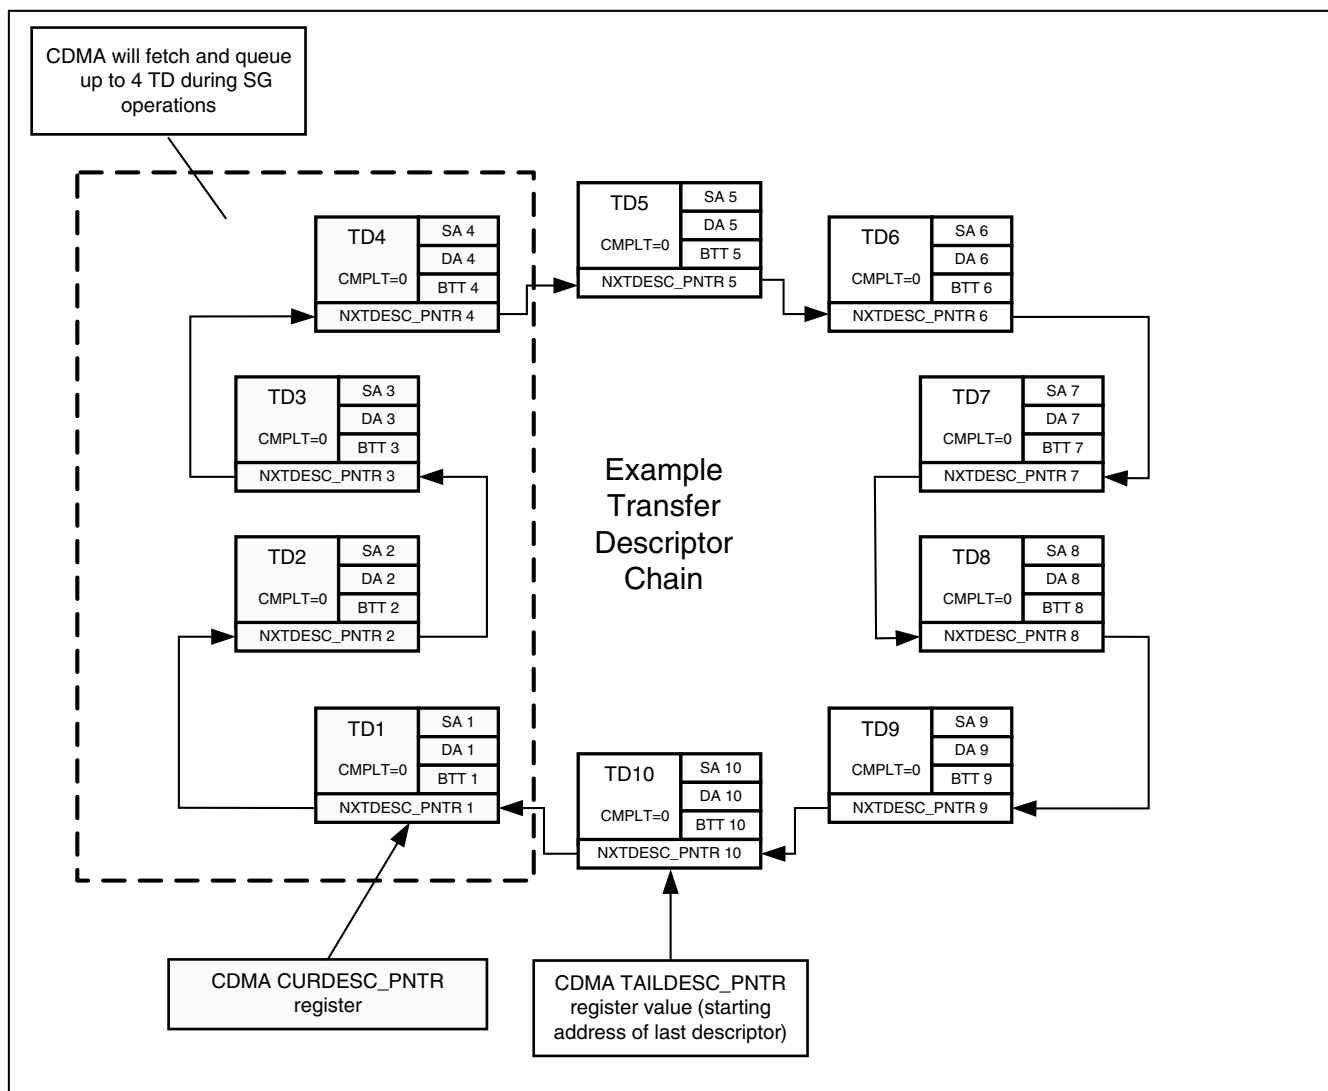 CDMA will fetch and queue
up to 4 TD during SG
operations
TD4
CMPLT=0
SA 4
DA 4
BTT 4
NXTDESC_PNTR 4
TD5
CMPLT=0
SA 5
DA 5
BTT 5
NXTDESC_PNTR 5
TD6
CMPLT=0
SA 6
DA 6
BTT 6
NXTDESC_PNTR 6
TD3
CMPLT=0
SA 3
DA 3
BTT 3
NXTDESC_PNTR 3
TD7
CMPLT=0
SA 7
DA 7
BTT 7
NXTDESC_PNTR 7
Example
Transfer
Descriptor
Chain
TD2
CMPLT=0
SA 2
DA 2
BTT 2
NXTDESC_PNTR 2
TD8
CMPLT=0
SA 8
DA 8
BTT 8
NXTDESC_PNTR 8
TD1
CMPLT=0
SA 1
DA 1
BTT 1
NXTDESC_PNTR 1
TD10
CMPLT=0
SA 10
DA 10
BTT 10
NXTDESC_PNTR 10
TD9
CMPLT=0
SA 9
DA 9
BTT 9
NXTDESC_PNTR 9
CDMA CURDESC_PNTR
register
CDMA TAILDESC_PNTR
register value (starting
address of last descriptor)